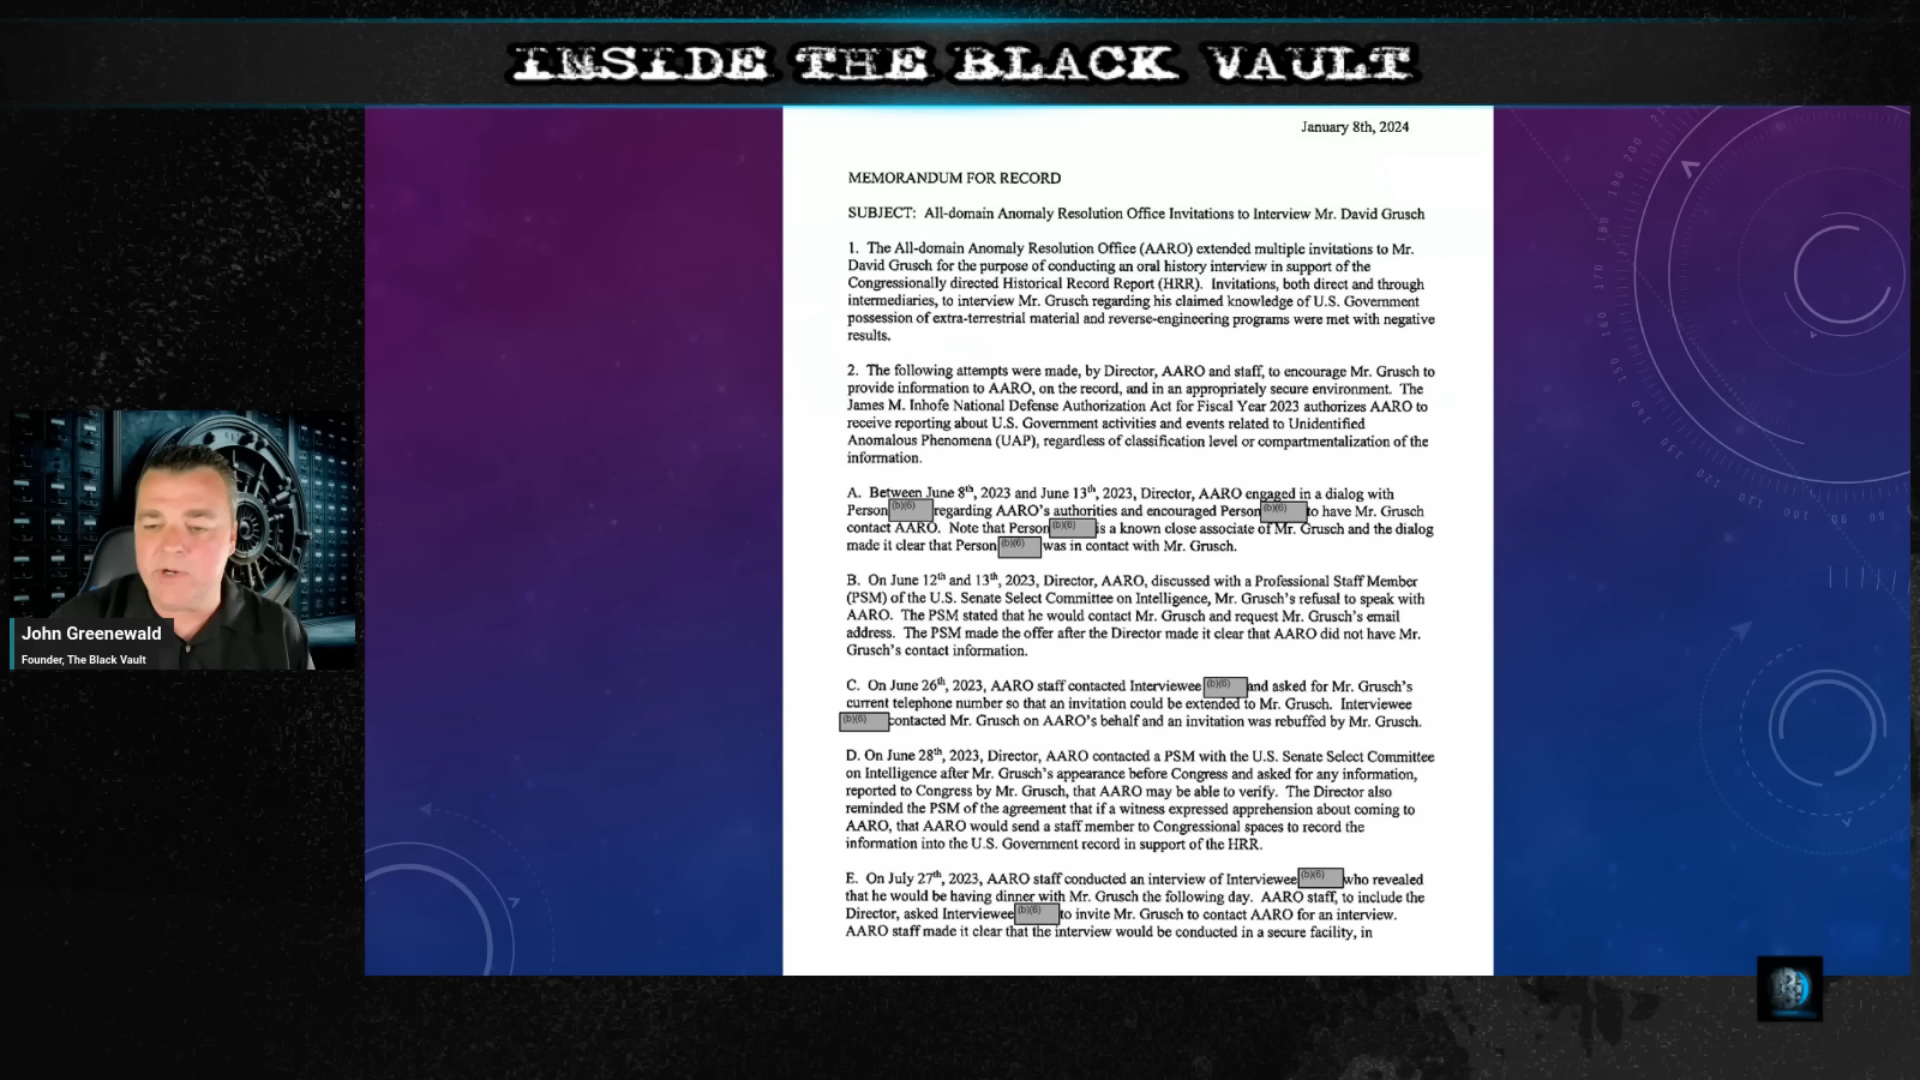 INSIDE THE BLACK VAULT
January 8th, 2024
MEMORANDUM FOR RECORD
SUBJECT: All-domain Anomaly Resolution Office Invitations to Interview Mr. David Grusch
1. The All-domain Anomaly Resolution Office (AARO) extended multiple invitations to Mr.
David Grusch for the purpose of conducting an oral history interview in support of the
Congressionally directed Historical Record Report (HRR). Invitations, both direct and through
intermediaries, to interview Mr. Grusch regarding his claimed knowledge of U.S. Government
possession of extra-terrestrial material and reverse-engineering programs were met with negative
results.
2. The following attempts were made, by Director, AARO and staff, to encourage Mr. Grusch to
provide information to AARO, on the record, and in an appropriately secure environment. The
James M. Inhofe National Defense Authorization Act for Fiscal Year 2023 authorizes AARO to
receive reporting about U.S. Government activities and events related to Unidentified
Anomalous Phenomena (UAP), regardless of classification level or compartmentalization of the
information.
A. Between June 8th, 2023 and June 13th, 2023, Director, AARO engaged in a dialog with
Person (b)(6) regarding AARO's authorities and encouraged Person (b)(6) to have Mr. Grusch
contact AARO. Note that Person (b)(6) is a known close associate of Mr. Grusch and the dialog
made it clear that Person (b)(6) was in contact with Mr. Grusch.
B. On June 12th and 13th, 2023, Director, AARO, discussed with a Professional Staff Member
(PSM) of the U.S. Senate Select Committee on Intelligence, Mr. Grusch's refusal to speak with
AARO. The PSM stated that he would contact Mr. Grusch and request Mr. Grusch's email
address. The PSM made the offer after the Director made it clear that AARO did not have Mr.
Grusch's contact information.
C. On June 26th, 2023, AARO staff contacted Interviewee (b)(6) and asked for Mr. Grusch's
current telephone number so that an invitation could be extended to Mr. Grusch. Interviewee
(b)(6) contacted Mr. Grusch on AARO's behalf and an invitation was rebuffed by Mr. Grusch.
D. On June 28th, 2023, Director, AARO contacted a PSM with the U.S. Senate Select Committee
on Intelligence after Mr. Grusch's appearance before Congress and asked for any information,
reported to Congress by Mr. Grusch, that AARO may be able to verify. The Director also
reminded the PSM of the agreement that if a witness expressed apprehension about coming to
AARO, that AARO would send a staff member to Congressional spaces to record the
information into the U.S. Government record in support of the HRR.
E. On July 27th, 2023, AARO staff conducted an interview of Interviewee (b)(6) who revealed
that he would be having dinner with Mr. Grusch the following day. AARO staff, to include the
Director, asked Interviewee (b)(6) to invite Mr. Grusch to contact AARO for an interview.
AARO staff made it clear that the interview would be conducted in a secure facility, in
John Greenewald
Founder, The Black Vault